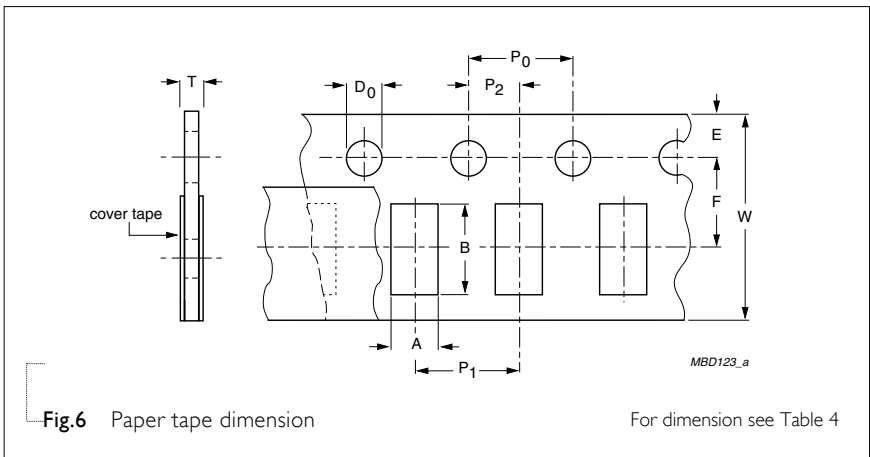 P0
T
D0
P2
E
F
W
cover tape
B
A
P1
MBD123_a
Fig.6 Paper tape dimension
For dimension see Table 4